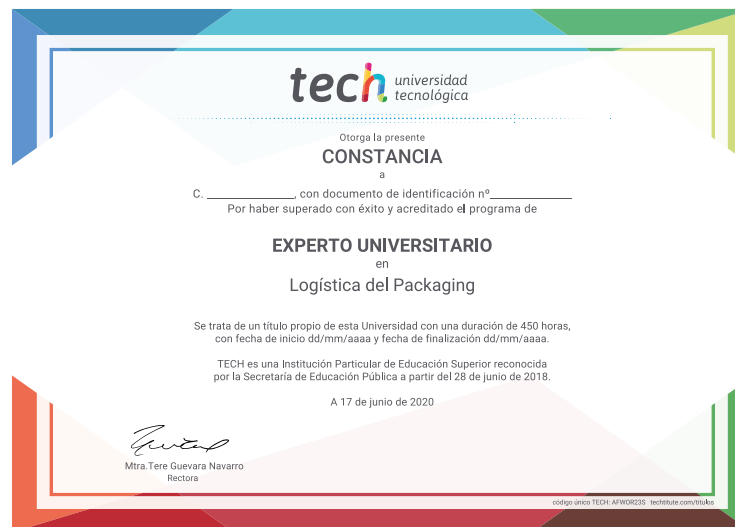 tech universidad
tecnológica
Otorga la presente
CONSTANCIA
a
C. ________________, con documento de identificación nº______________
Por haber superado con éxito y acreditado el programa de
EXPERTO UNIVERSITARIO
en
Logística del Packaging
Se trata de un título propio de esta Universidad con una duración de 450 horas,
con fecha de inicio dd/mm/aaaa y fecha de finalización dd/mm/aaaa.
TECH es una Institución Particular de Educación Superior reconocida
por la Secretaría de Educación Pública a partir del 28 de junio de 2018.
A 17 de junio de 2020
Mtra.Tere Guevara Navarro
Rectora
código único TECH: AFWOR23S techtitute.com/titulos